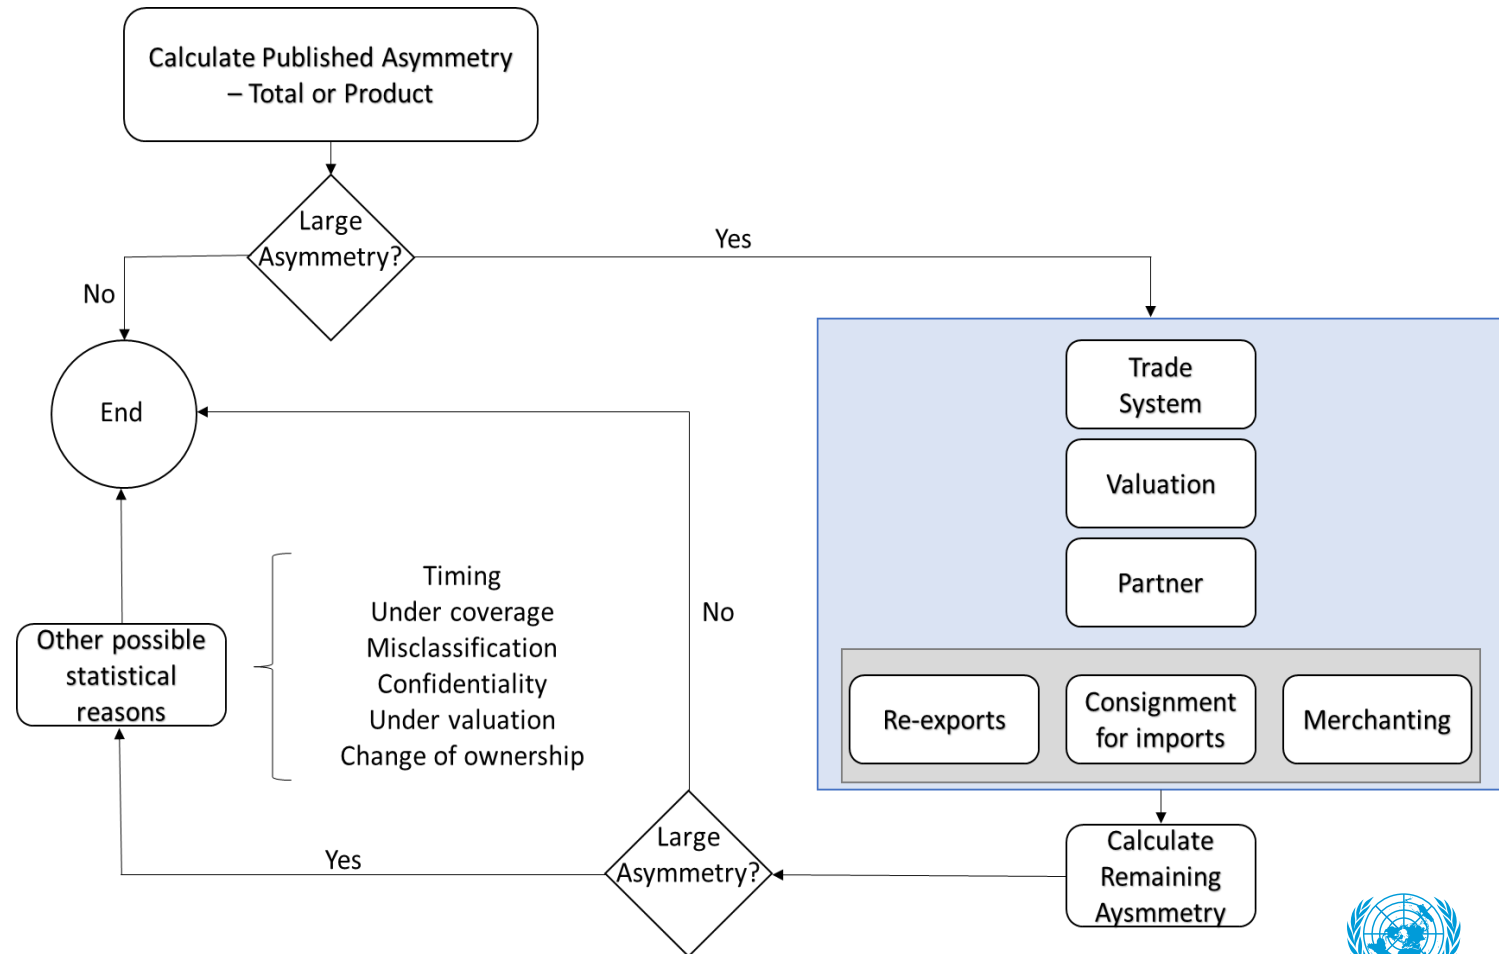 Calculate Published Asymmetry
– Total or Product
Large
Asymmetry?
Yes
No
End
Trade
System
Valuation
Partner
Re-exports
Consignment
for imports
Merchanting
Calculate
Remaining
Aysmmetry
Large
Asymmetry?
No
Yes
Other possible
statistical
reasons
Timing
Under coverage
Misclassification
Confidentiality
Under valuation
Change of ownership